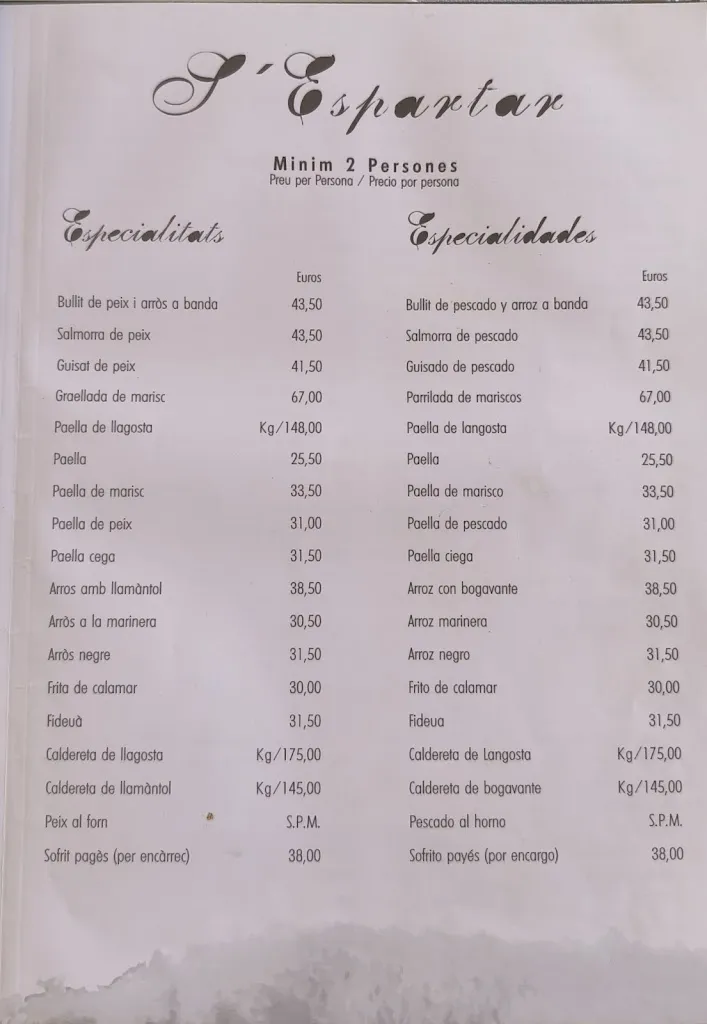 S'Espartar
Minim 2 Persones
Preu per Persona / Precio por persona
Especialitats
Euros
Bullit de peix i arròs a banda 43,50
Salmorra de peix 43,50
Guisat de peix 41,50
Graellada de marisc 67,00
Paella de llagosta Kg/148,00
Paella 25,50
Paella de marisc 33,50
Paella de peix 31,00
Paella cega 31,50
Arros amb llamàntol 38,50
Arròs a la marinera 30,50
Arròs negre 31,50
Frita de calamar 30,00
Fideuà 31,50
Caldereta de llagosta Kg/175,00
Caldereta de llamàntol Kg/145,00
Peix al forn S.P.M.
Sofrit pagès (per encàrrec) 38,00
Especialidades
Euros
Bullit de pescado y arroz a banda 43,50
Salmorra de pescado 43,50
Guisado de pescado 41,50
Parrilada de mariscos 67,00
Paella de langosta Kg/148,00
Paella 25,50
Paella de marisco 33,50
Paella de pescado 31,00
Paella ciega 31,50
Arroz con bogavante 38,50
Arroz marinera 30,50
Arroz negro 31,50
Frito de calamar 30,00
Fideua 31,50
Caldereta de Langosta Kg/175,00
Caldereta de bogavante Kg/145,00
Pescado al horno S.P.M.
Sofrito payés (por encargo) 38,00